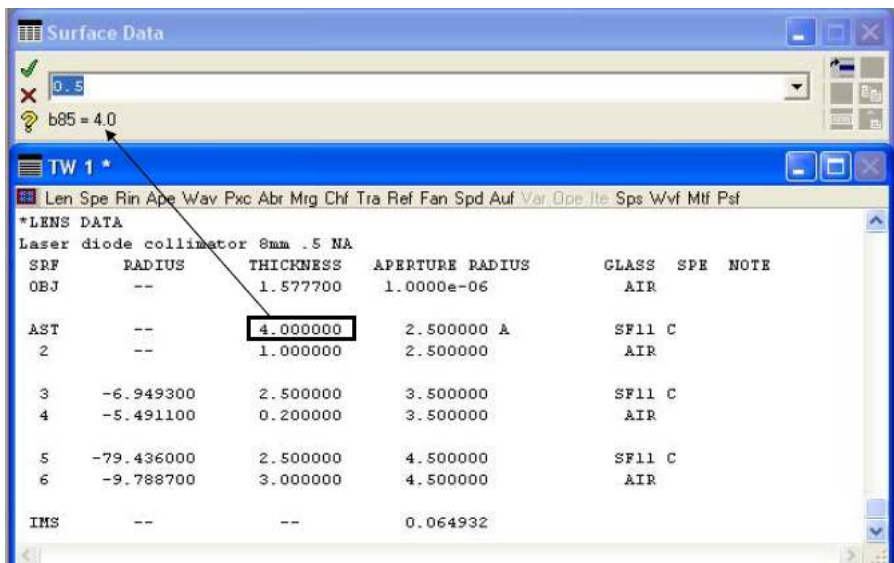 Surface Data
0.5
b85 = 4.0
TW 1 *
Len Spe Rin Ape Wav Pxc Abr Mrg Chf Tra Ref Fan Spd Auf Var Ope Ite Sps Wvf Mtf Psf
*LENS DATA
Laser diode collimator 8mm .5 NA
SRF RADIUS THICKNESS APERTURE RADIUS GLASS SPE NOTE
OBJ -- 1.577700 1.0000e-06 AIR
AST -- 4.000000 2.500000 A SF11 C
2 -- 1.000000 2.500000 AIR
3 -6.949300 2.500000 3.500000 SF11 C
4 -5.491100 0.200000 3.500000 AIR
5 -79.436000 2.500000 4.500000 SF11 C
6 -9.788700 3.000000 4.500000 AIR
IMS -- -- 0.064932